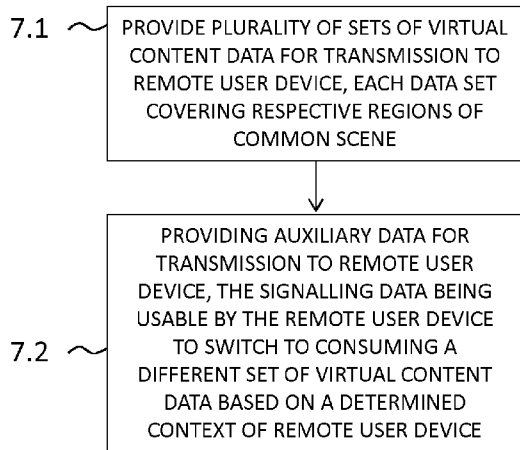 7.1
PROVIDE PLURALITY OF SETS OF VIRTUAL
CONTENT DATA FOR TRANSMISSION TO
REMOTE USER DEVICE, EACH DATA SET
COVERING RESPECTIVE REGIONS OF
COMMON SCENE
7.2
PROVIDING AUXILIARY DATA FOR
TRANSMISSION TO REMOTE USER
DEVICE, THE SIGNALLING DATA BEING
USABLE BY THE REMOTE USER DEVICE
TO SWITCH TO CONSUMING A
DIFFERENT SET OF VIRTUAL CONTENT
DATA BASED ON A DETERMINED
CONTEXT OF REMOTE USER DEVICE